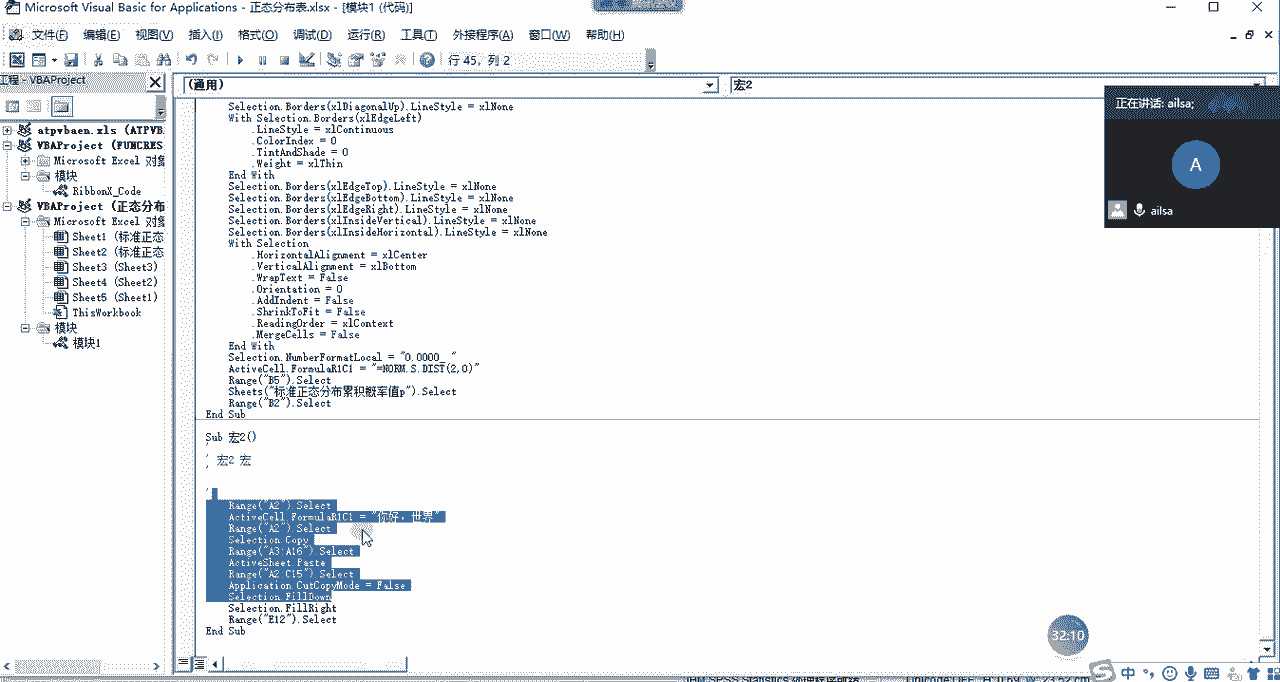 Microsoft Visual Basic for Applications - 正态分布表.xlsx - [模块1 (代码)]
文件(F) 编辑(E) 视图(V) 插入(I) 格式(O) 调试(D) 运行(R) 工具(T) 外接程序(A) 窗口(W) 帮助(H)
行 45, 列 2
工程 - VBAProject
(通用)
宏2
atpvbaen.xls (ATPVB
VBAProject (FUNCRES
Microsoft Excel 对象
模块
RibbonX_Code
VBAProject (正态分布
Microsoft Excel 对象
Sheet1 (标准正态
Sheet2 (标准正态
Sheet3 (Sheet3)
Sheet4 (Sheet2)
Sheet5 (Sheet1)
ThisWorkbook
模块
模块1
Selection.Borders(xlDiagonalUp).LineStyle = xlNone
With Selection.Borders(xlEdgeLeft)
.LineStyle = xlContinuous
.ColorIndex = 0
.TintAndShade = 0
.Weight = xlThin
End With
Selection.Borders(xlEdgeTop).LineStyle = xlNone
Selection.Borders(xlEdgeBottom).LineStyle = xlNone
Selection.Borders(xlEdgeRight).LineStyle = xlNone
Selection.Borders(xlInsideVertical).LineStyle = xlNone
Selection.Borders(xlInsideHorizontal).LineStyle = xlNone
With Selection
.HorizontalAlignment = xlCenter
.VerticalAlignment = xlBottom
.WrapText = False
.Orientation = 0
.AddIndent = False
.ShrinkToFit = False
.ReadingOrder = xlContext
.MergeCells = False
End With
Selection.NumberFormatLocal = "0.0000_ "
ActiveCell.FormulaR1C1 = "=NORM.S.DIST(2,0)"
Range("B5").Select
Sheets("标准正态分布累积概率值p").Select
Range("B2").Select
End Sub
Sub 宏2()
'
' 宏2 宏
'
'
Range("A2").Select
ActiveCell.FormulaR1C1 = "你好，世界"
Range("A2").Select
Selection.Copy
Range("A3:A16").Select
ActiveSheet.Paste
Range("A2:C15").Select
Application.CutCopyMode = False
Selection.FillDown
Selection.FillRight
Range("E12").Select
End Sub
正在讲话: ailsa;
A
ailsa
32:10
中